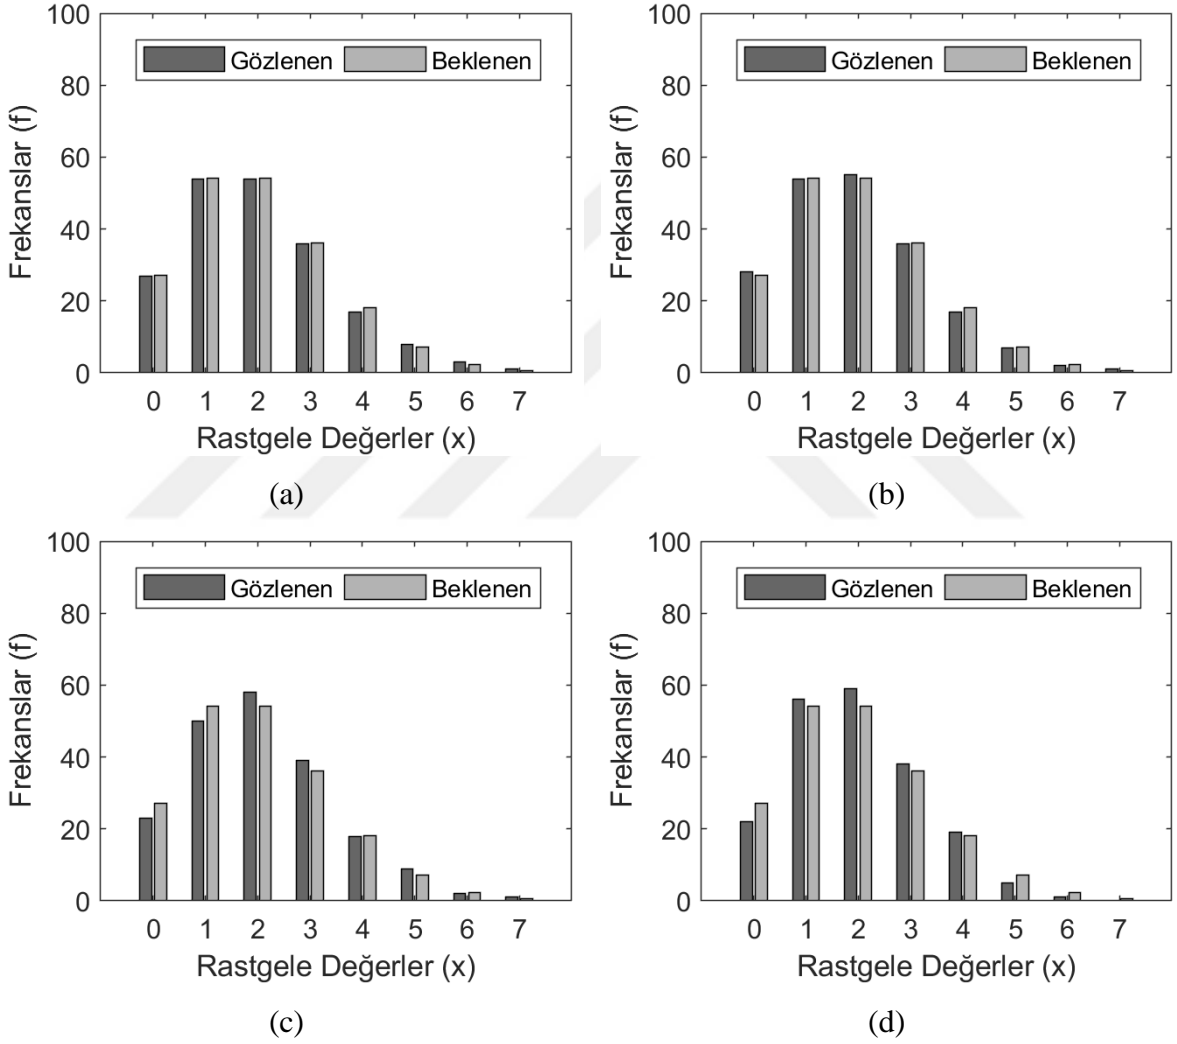 100
80
60
40
20
0
Frekanslar (f)
Gözlenen Beklenen
0 1 2 3 4 5 6 7
Rastgele Değerler (x)
(a)
100
80
60
40
20
0
Frekanslar (f)
Gözlenen Beklenen
0 1 2 3 4 5 6 7
Rastgele Değerler (x)
(b)
100
80
60
40
20
0
Frekanslar (f)
Gözlenen Beklenen
0 1 2 3 4 5 6 7
Rastgele Değerler (x)
(c)
100
80
60
40
20
0
Frekanslar (f)
Gözlenen Beklenen
0 1 2 3 4 5 6 7
Rastgele Değerler (x)
(d)